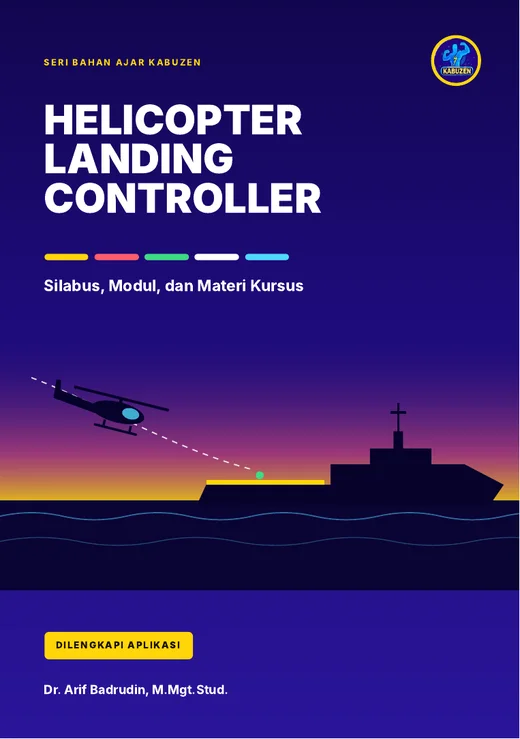 SERI BAHAN AJAR KABUZEN
KABUZEN
HELICOPTER
LANDING
CONTROLLER
Silabus, Modul, dan Materi Kursus
DILENGKAPI APLIKASI
Dr. Arif Badrudin, M.Mgt.Stud.